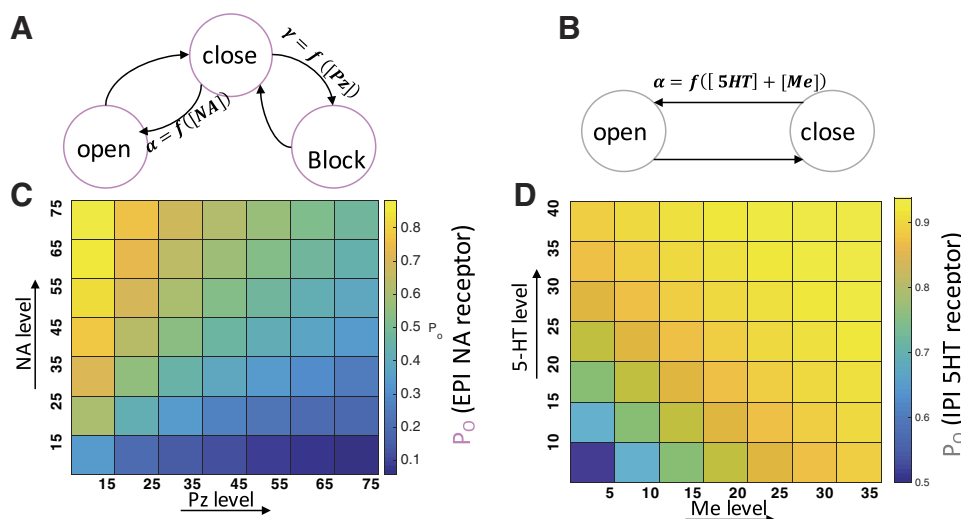 A
close
γ = f ([Pz])
α = f([NA])
open
Block
B
α = f([ 5HT] + [Me])
open
close
C
75
65
55
45
35
25
15
NA level
15 25 35 45 55 65 75
Pz level
0.8
0.7
0.6
0.5
0.4
0.3
0.2
0.1
Po
PO (EPI NA receptor)
D
40
35
30
25
20
15
10
5-HT level
5 10 15 20 25 30 35
Me level
0.9
0.8
0.7
0.6
0.5
PO (IPI 5HT receptor)